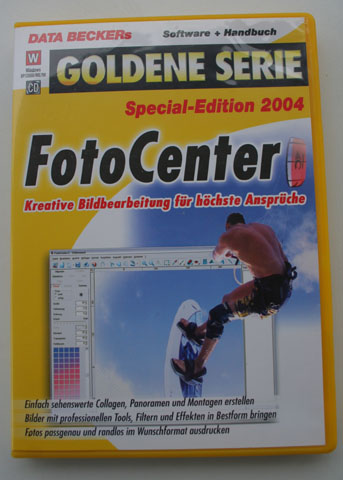 DATA BECKERs
Software + Handbuch
W
Windows
CD
GOLDENE SERIE
Special-Edition 2004
FotoCenter
Kreative Bildbearbeitung für höchste Ansprüche
Einfach sehenswerte Collagen, Panoramen und Montagen erstellen
Bilder mit professionellen Tools, Filtern und Effekten in Bestform bringen
Fotos passgenau und randlos im Wunschformat ausdrucken